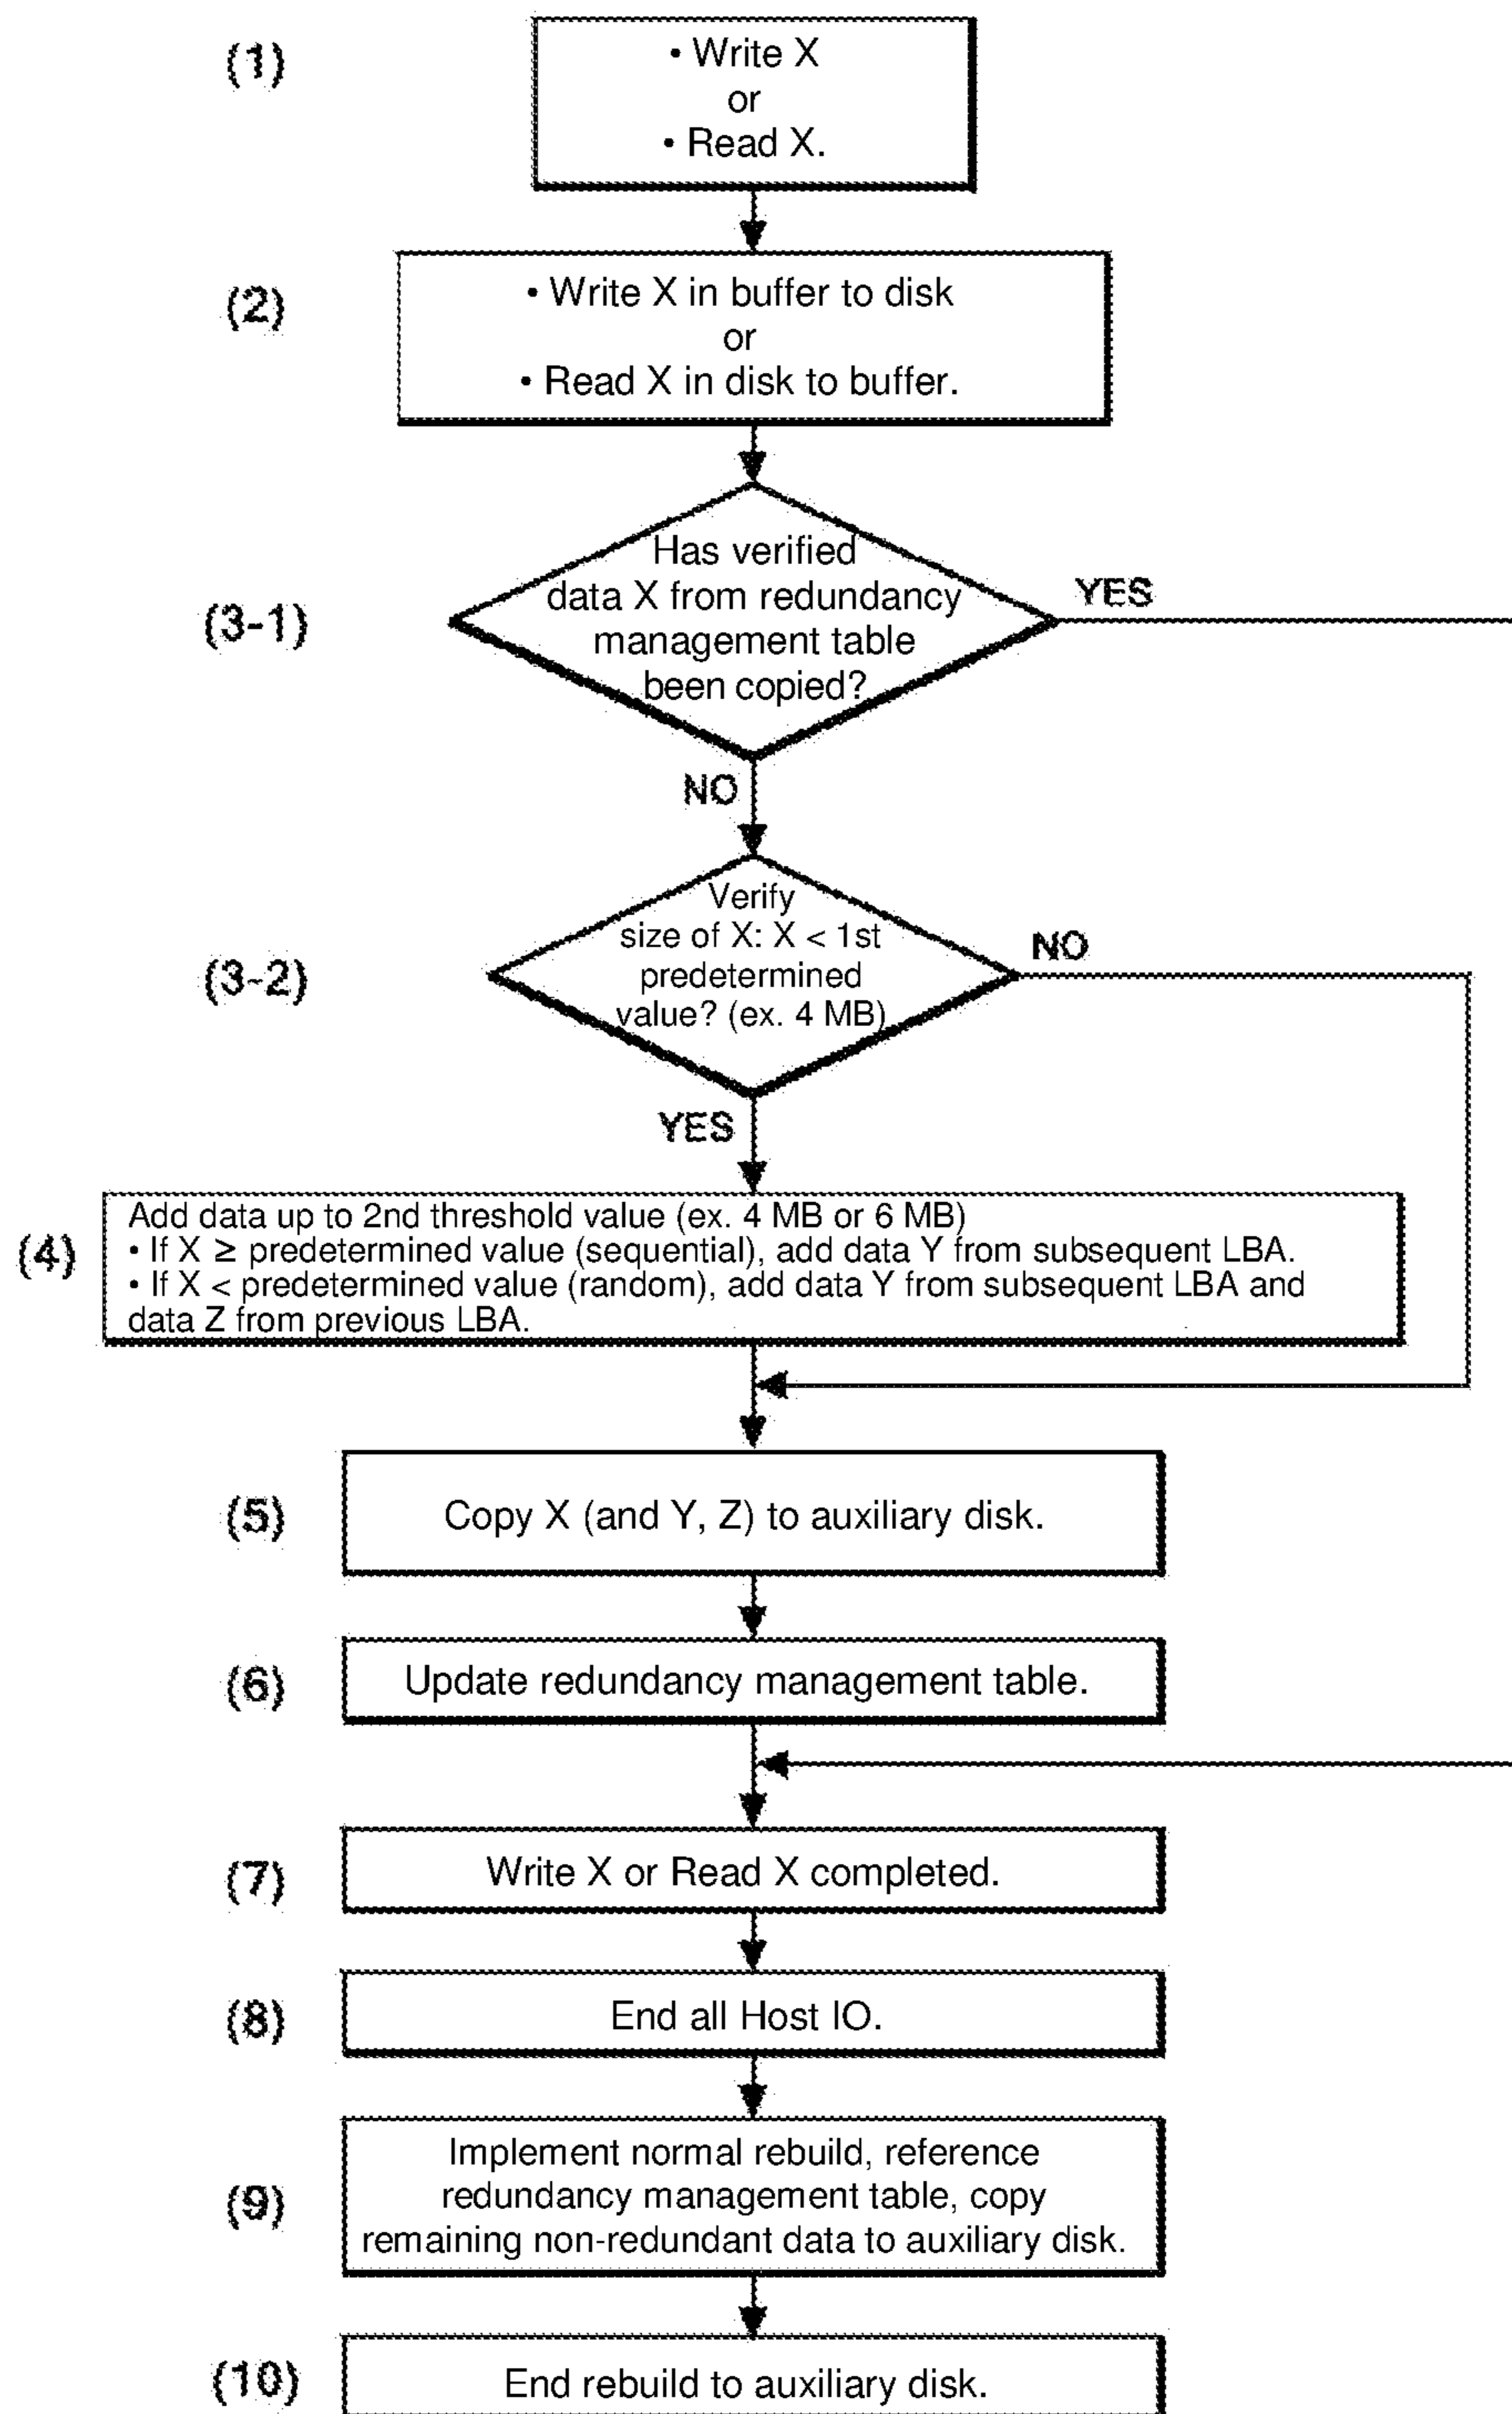 (1)
• Write X
or
• Read X.
(2)
• Write X in buffer to disk
or
• Read X in disk to buffer.
(3-1)
Has verified
data X from redundancy
management table
been copied?
YES
NO
(3-2)
Verify
size of X: X < 1st
predetermined
value? (ex. 4 MB)
NO
YES
(4)
Add data up to 2nd threshold value (ex. 4 MB or 6 MB)
• If X ≥ predetermined value (sequential), add data Y from subsequent LBA.
• If X < predetermined value (random), add data Y from subsequent LBA and
data Z from previous LBA.
(5)
Copy X (and Y, Z) to auxiliary disk.
(6)
Update redundancy management table.
(7)
Write X or Read X completed.
(8)
End all Host IO.
(9)
Implement normal rebuild, reference
redundancy management table, copy
remaining non-redundant data to auxiliary disk.
(10)
End rebuild to auxiliary disk.